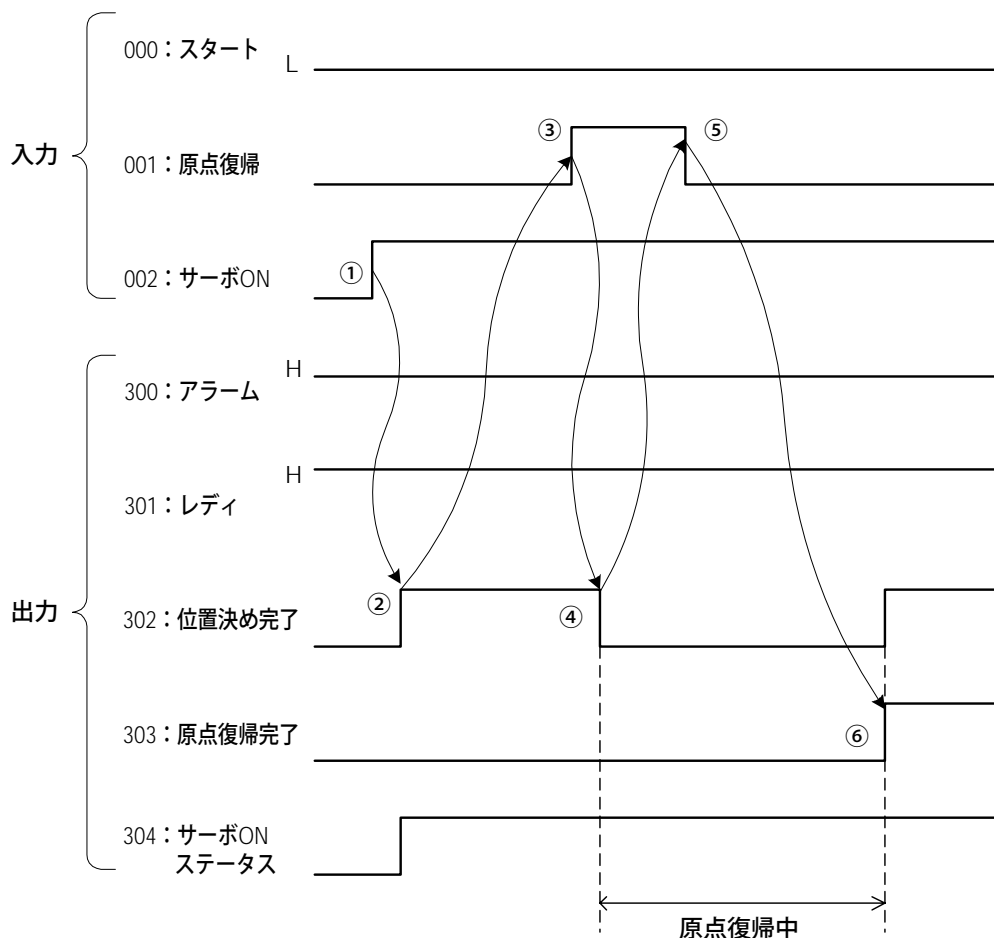 000：スタート
L
③
⑤
入力
001：原点復帰
①
002：サーボON
H
300：アラーム
H
301：レディ
出力
②
④
302：位置決め完了
303：原点復帰完了
⑥
304：サーボON
ステータス
原点復帰中